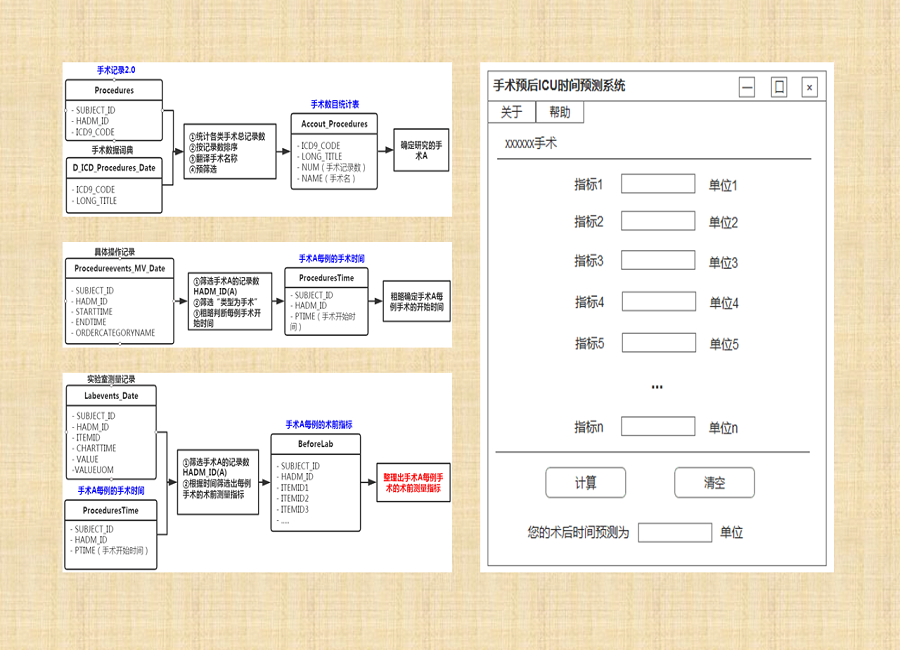 手术记录2.0
Procedures
- SUBJECT_ID
- HADM_ID
- ICD9_CODE
手术数据词典
D_ICD_Procedures_Date
- ICD9_CODE
- LONG_TITLE
①统计各类手术总记录数
②按记录数排序
③翻译手术名称
④预筛选
手术数目统计表
Accout_Procedures
- ICD9_CODE
- LONG_TITLE
- NUM（手术记录数）
- NAME（手术名）
确定研究的手
术A
具体操作记录
Procedureevents_MV_Date
- SUBJECT_ID
- HADM_ID
- STARTTIME
- ENDTIME
- ORDERCATEGORYNAME
①筛选手术A的记录数
HADM_ID(A)
②筛选“类型为手术”
③粗略判断每例手术开
始时间
手术A每例的手术时间
ProceduresTime
- SUBJECT_ID
- HADM_ID
- PTIME（手术开始时
间）
粗略确定手术A每
例手术的开始时间
实验室测量记录
Labevents_Date
- SUBJECT_ID
- HADM_ID
- ITEMID
- CHARTTIME
- VALUE
-VALUEUOM
手术A每例的手术时间
ProceduresTime
- SUBJECT_ID
- HADM_ID
- PTIME（手术开始时间）
①筛选手术A的记录数
HADM_ID(A)
②根据时间筛选出每例
手术的术前测量指标
手术A每例的术前指标
BeforeLab
- SUBJECT_ID
- HADM_ID
- ITEMID1
- ITEMID2
- ITEMID3
- ....
整理出手术A每例手
术的术前测量指标
手术预后ICU时间预测系统
关于 帮助
xxxxxx手术
指标1 单位1
指标2 单位2
指标3 单位3
指标4 单位4
指标5 单位5
...
指标n 单位n
计算 清空
您的术后时间预测为 单位